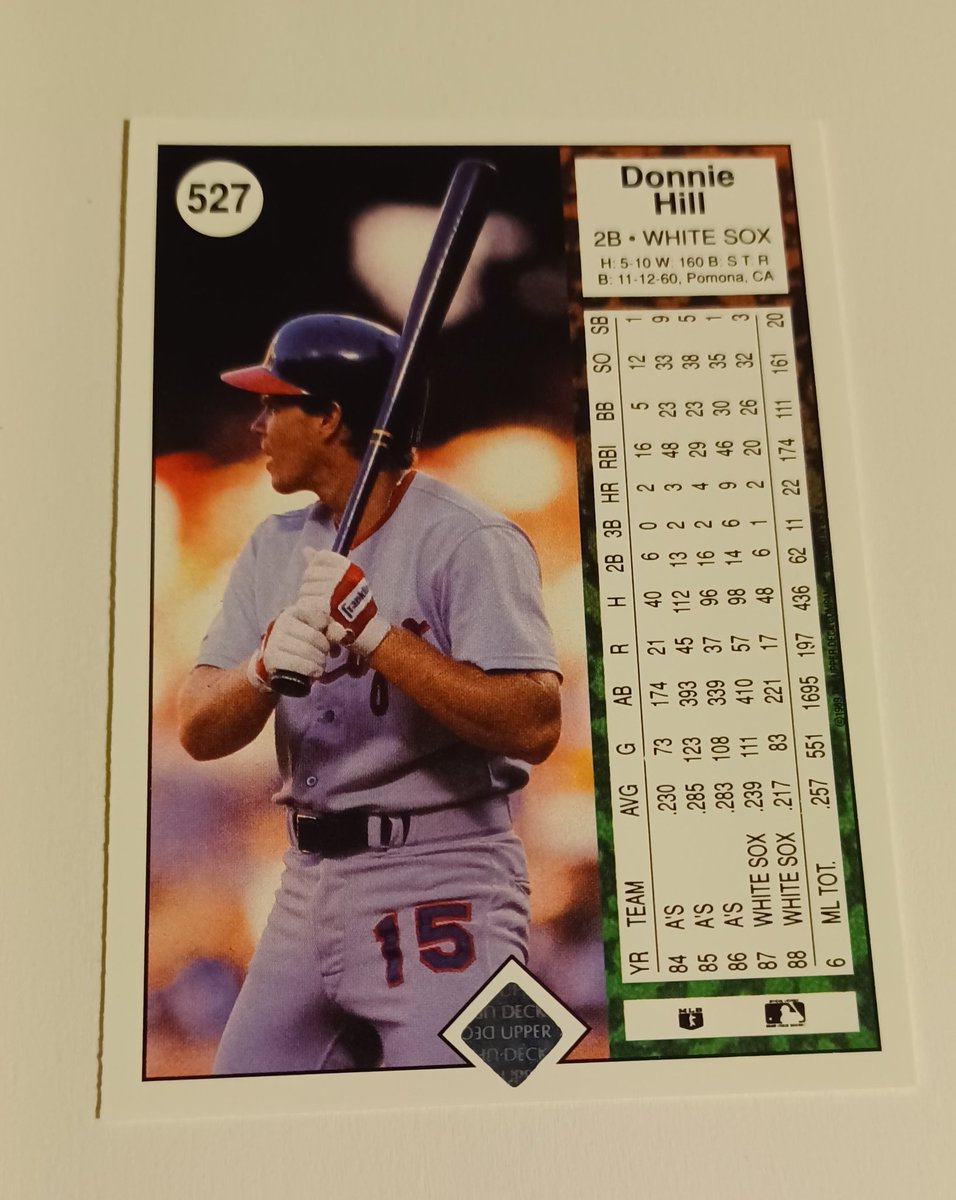 527
Donnie
Hill
2B • WHITE SOX
H: 5-10 W: 160 B: S T: R
B: 11-12-60, Pomona, CA
YR TEAM AVG G AB R H 2B 3B HR RBI BB SO SB
84 A'S .230 73 174 21 40 6 0 2 16 5 12 1
85 A'S .285 123 393 45 112 13 2 3 48 23 33 9
86 A'S .283 108 339 37 96 16 2 4 29 23 38 5
87 WHITE SOX .239 111 410 57 98 14 6 9 46 30 35 1
88 WHITE SOX .217 83 221 17 48 6 1 2 20 26 32 3
6 ML TOT. .257 551 1695 197 436 62 11 22 174 111 161 20
Franklin
15
UPPER
DECK